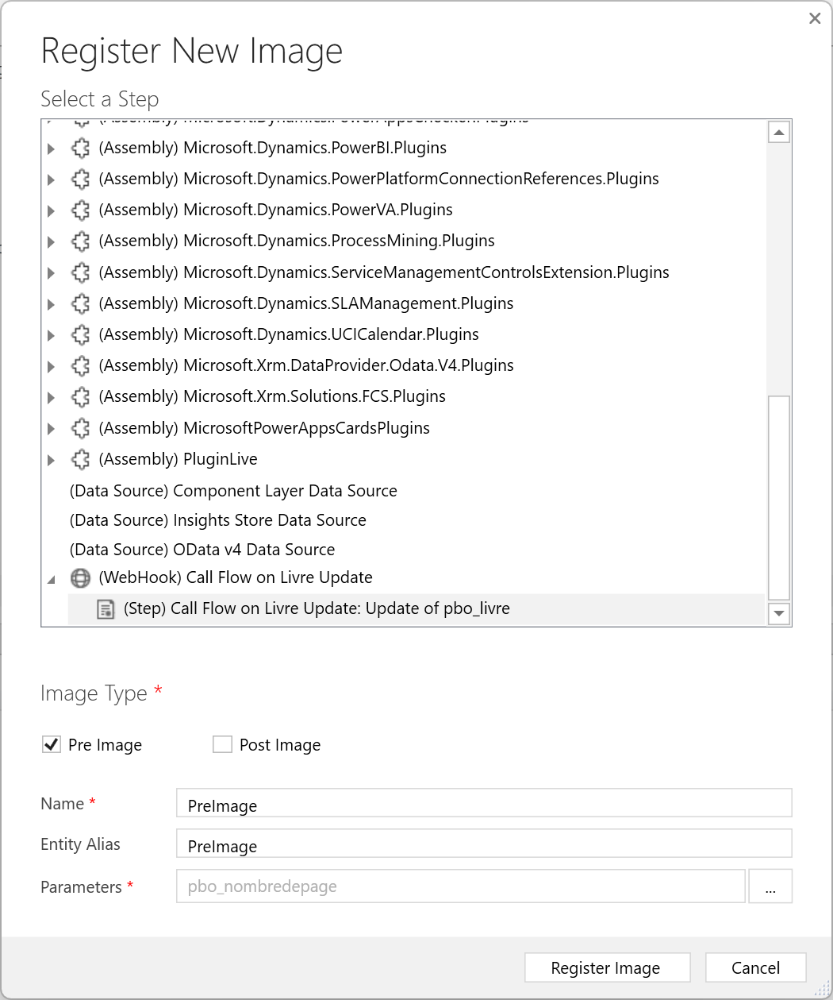 Register New Image
Select a Step
(Assembly) Microsoft.Dynamics.PowerAppsChecker.Plugins
(Assembly) Microsoft.Dynamics.PowerBI.Plugins
(Assembly) Microsoft.Dynamics.PowerPlatformConnectionReferences.Plugins
(Assembly) Microsoft.Dynamics.PowerVA.Plugins
(Assembly) Microsoft.Dynamics.ProcessMining.Plugins
(Assembly) Microsoft.Dynamics.ServiceManagementControlsExtension.Plugins
(Assembly) Microsoft.Dynamics.SLAManagement.Plugins
(Assembly) Microsoft.Dynamics.UCICalendar.Plugins
(Assembly) Microsoft.Xrm.DataProvider.Odata.V4.Plugins
(Assembly) Microsoft.Xrm.Solutions.FCS.Plugins
(Assembly) MicrosoftPowerAppsCardsPlugins
(Assembly) PluginLive
(Data Source) Component Layer Data Source
(Data Source) Insights Store Data Source
(Data Source) OData v4 Data Source
(WebHook) Call Flow on Livre Update
(Step) Call Flow on Livre Update: Update of pbo_livre
Image Type *
Pre Image Post Image
Name * PreImage
Entity Alias PreImage
Parameters * pbo_nombredepage ...
Register Image Cancel